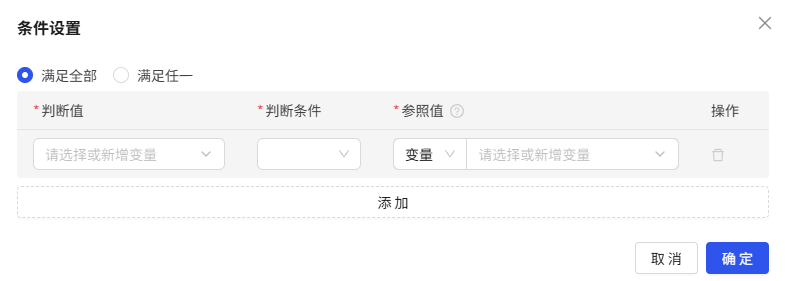 条件设置
满足全部 满足任一
*判断值 *判断条件 *参照值 操作
请选择或新增变量 变量 请选择或新增变量
添加
取消 确定